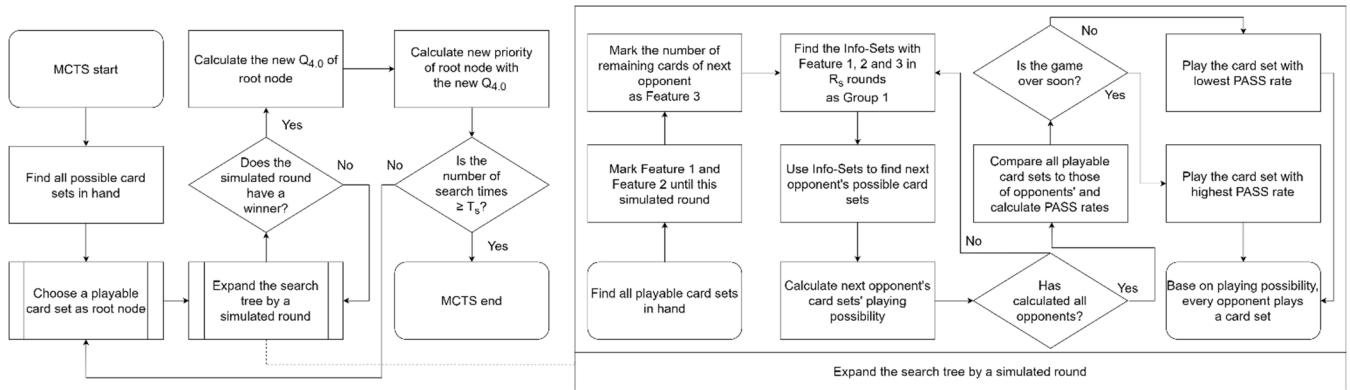 MCTS start
Find all possible card
sets in hand
Choose a playable
card set as root node
Calculate the new Q4.0 of
root node
Yes
Does the
simulated round
have a
winner?
No
Expand the search
tree by a
simulated round
Calculate new priority
of root node with
the new Q4.0
No
Is the
number of
search times
≥ Ts?
Yes
MCTS end
Mark the number of
remaining cards of next
opponent
as Feature 3
Mark Feature 1 and
Feature 2 until this
simulated round
Find all playable card sets
in hand
Find the Info-Sets with
Feature 1, 2 and 3 in
Rs rounds
as Group 1
Use Info-Sets to find next
opponent's possible card
sets
Calculate next opponent's
card sets' playing
possibility
No
Is the game
over soon?
Yes
Compare all playable
card sets to those
of opponents' and
calculate PASS rates
No
Has
calculated all
opponents?
Yes
Play the card set with
lowest PASS rate
Play the card set with
highest PASS rate
Base on playing possibility,
every opponent plays
a card set
Expand the search tree by a simulated round